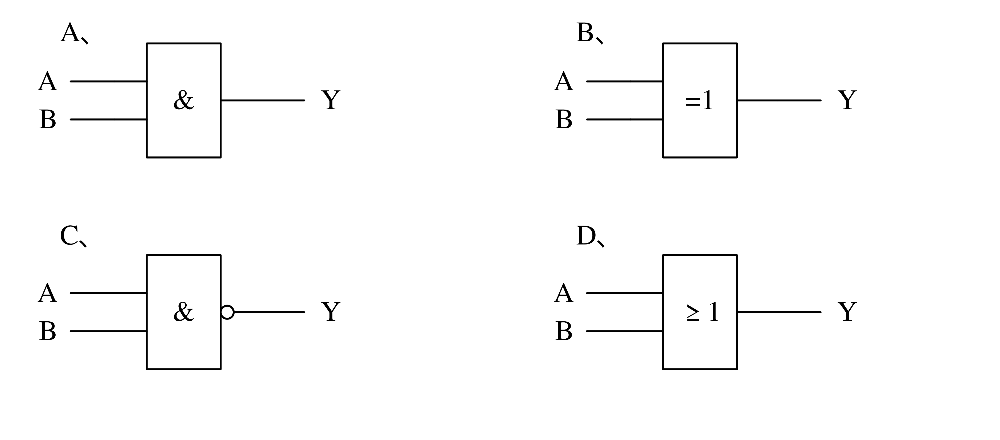 A、 B、
A A
& Y =1 Y
B B
C、 D、
A A
& Y ≥ 1 Y
B B